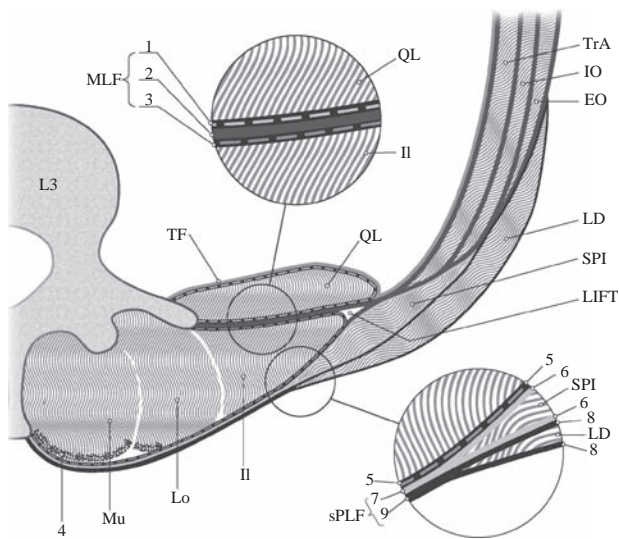 1
MLF 2
3
QL
Il
TrA
IO
EO
L3
TF
QL
LD
SPI
LIFT
5
6
SPI
6
8
LD
8
5
7
sPLF 9
4
Mu
Lo
Il